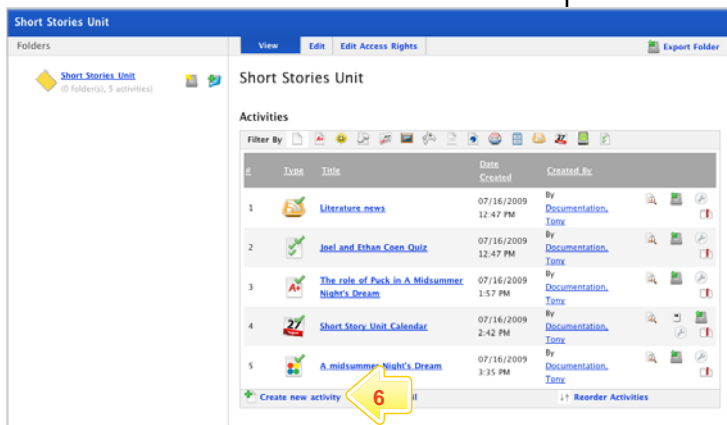 Short Stories Unit
Folders
View Edit Edit Access Rights Export Folder
Short Stories Unit
(0 folder(s), 5 activities)
Short Stories Unit
Activities
Filter By 27
# Type Title Date Created Created By
1 Literature news 07/16/2009 12:47 PM By Documentation, Tony
2 Joel and Ethan Coen Quiz 07/16/2009 12:47 PM By Documentation, Tony
3 A+ The role of Puck in A Midsummer Night's Dream 07/16/2009 1:57 PM By Documentation, Tony
4 27 Short Story Unit Calendar 07/16/2009 2:42 PM By Documentation, Tony
5 A midsummer Night's Dream 07/16/2009 3:35 PM By Documentation, Tony
Create new activity 6 Reorder Activities